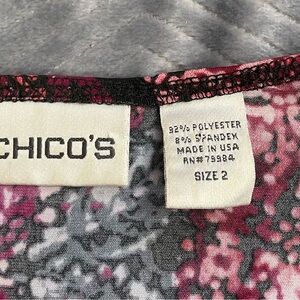 CHICO'S
92% POLYESTER
8% SPANDEX
MADE IN USA
RN#79984
SIZE 2